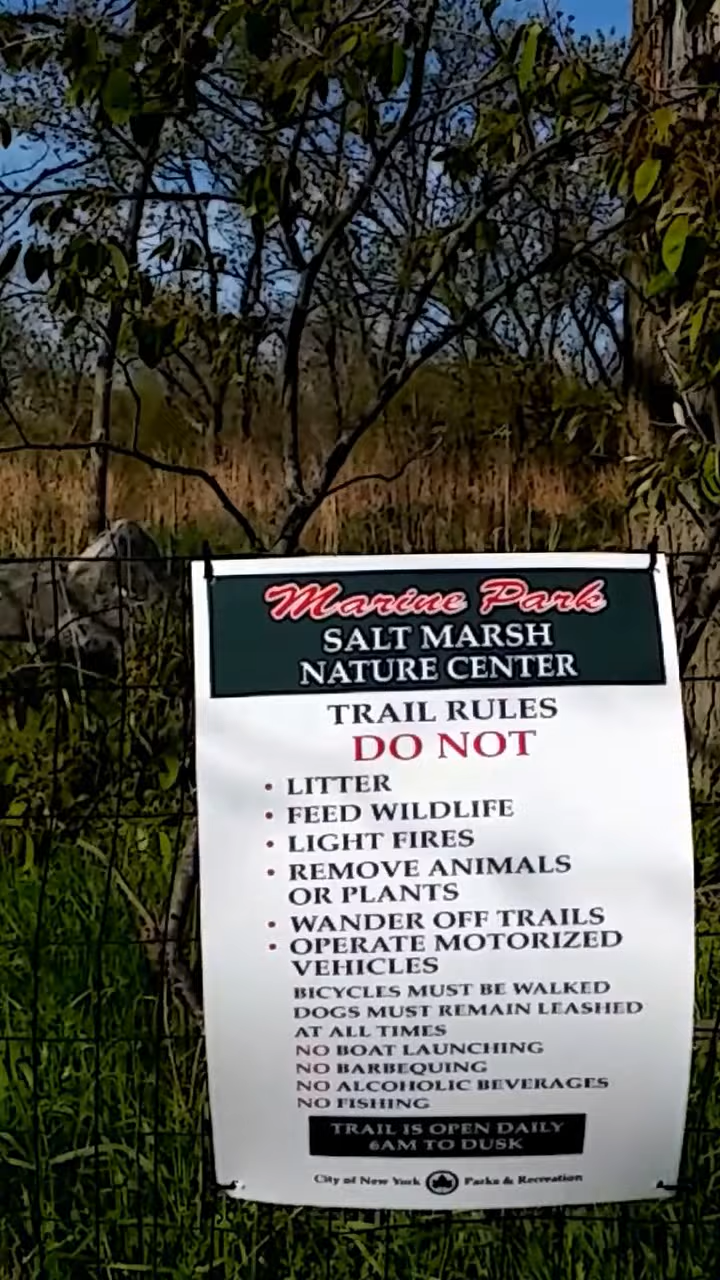 Marine Park
SALT MARSH
NATURE CENTER
TRAIL RULES
DO NOT
• LITTER
• FEED WILDLIFE
• LIGHT FIRES
• REMOVE ANIMALS
OR PLANTS
• WANDER OFF TRAILS
• OPERATE MOTORIZED
VEHICLES
BICYCLES MUST BE WALKED
DOGS MUST REMAIN LEASHED
AT ALL TIMES
NO BOAT LAUNCHING
NO BARBEQUING
NO ALCOHOLIC BEVERAGES
NO FISHING
TRAIL IS OPEN DAILY
6AM TO DUSK
City of New York Parks & Recreation